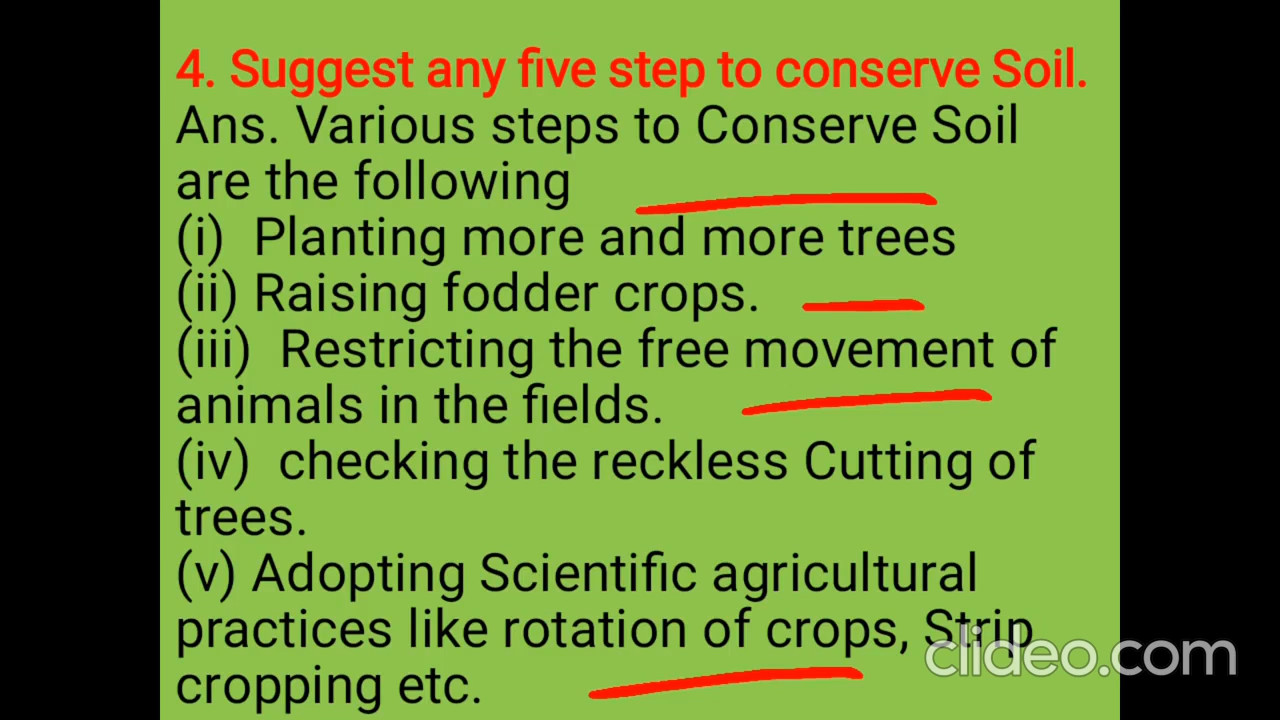 4. Suggest any five step to conserve Soil.
Ans. Various steps to Conserve Soil
are the following
(i) Planting more and more trees
(ii) Raising fodder crops.
(iii) Restricting the free movement of
animals in the fields.
(iv) checking the reckless Cutting of
trees.
(v) Adopting Scientific agricultural
practices like rotation of crops, Strip
cropping etc.
clideo.com